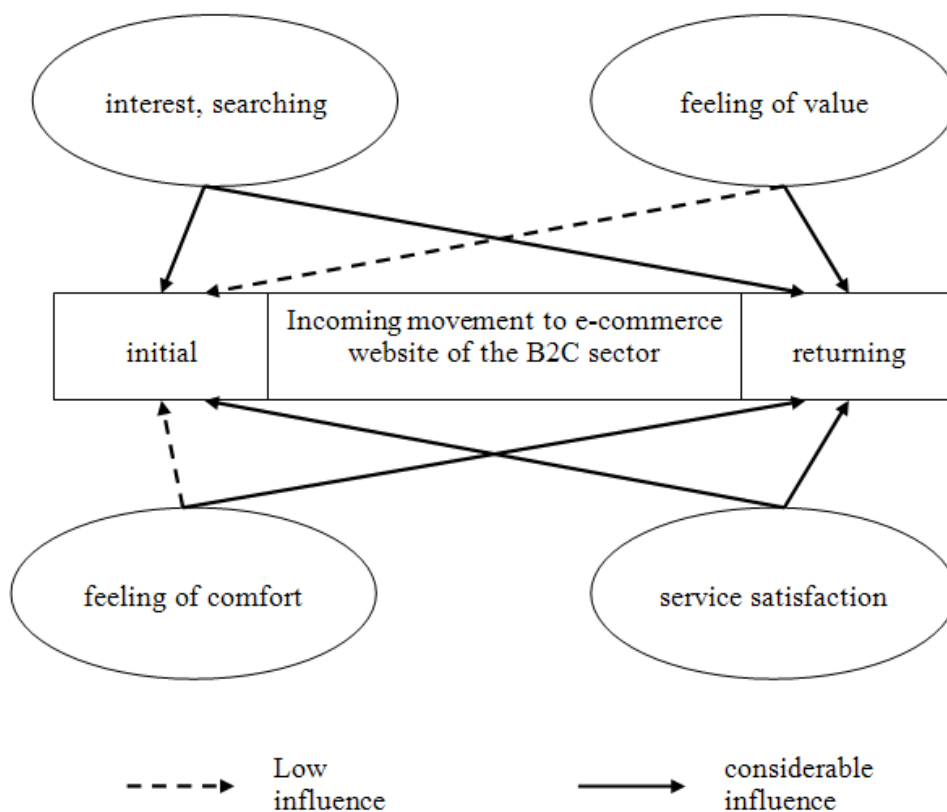 interest, searching
feeling of value
initial
Incoming movement to e-commerce
website of the B2C sector
returning
feeling of comfort
service satisfaction
Low
influence
considerable
influence